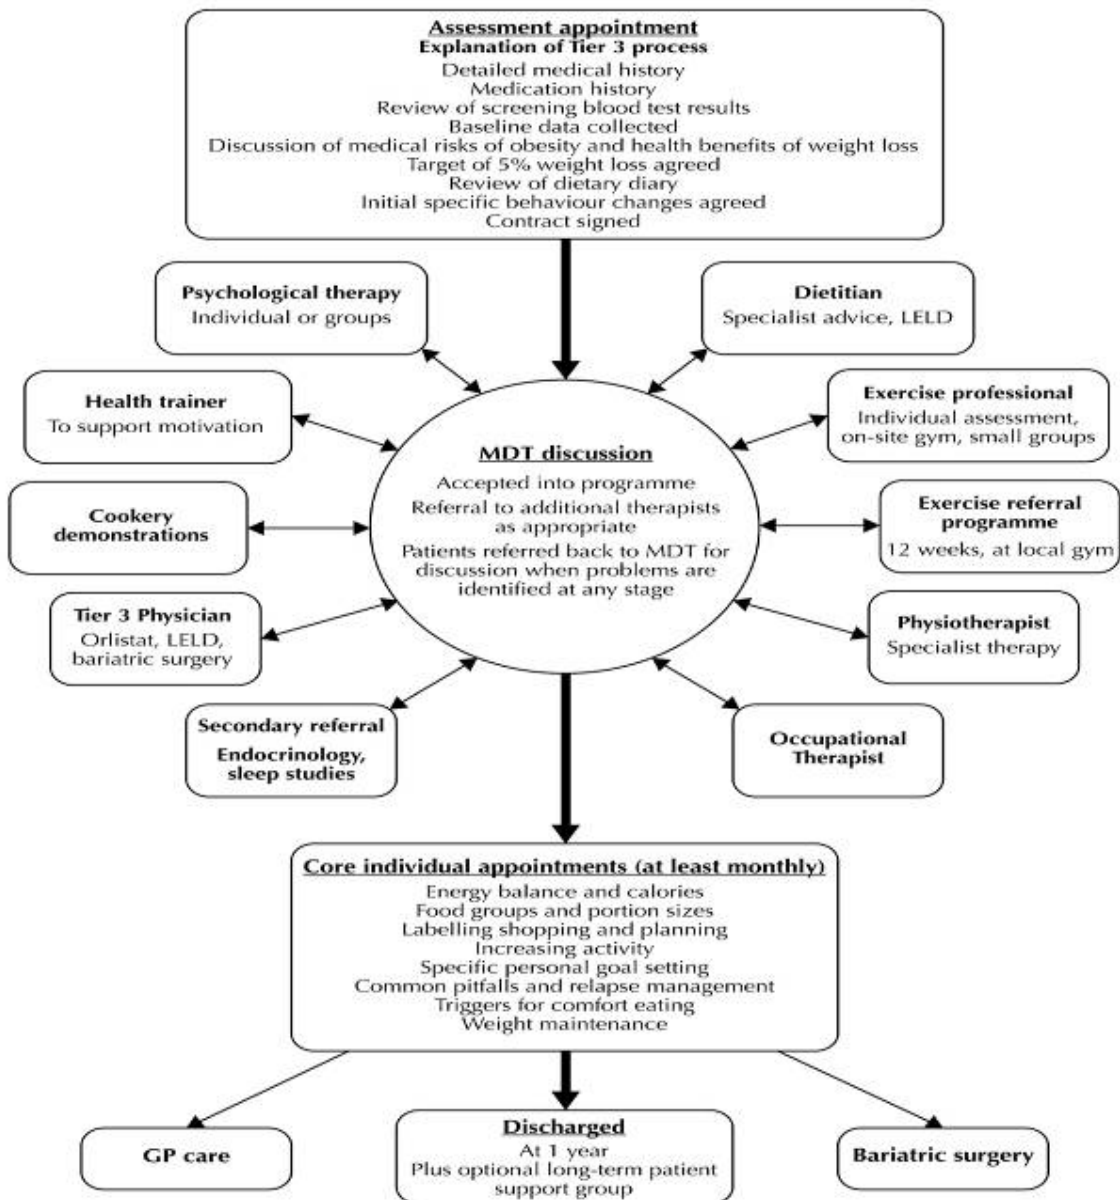 Assessment appointment
Explanation of Tier 3 process
Detailed medical history
Medication history
Review of screening blood test results
Baseline data collected
Discussion of medical risks of obesity and health benefits of weight loss
Target of 5% weight loss agreed
Review of dietary diary
Initial specific behaviour changes agreed
Contract signed
Psychological therapy
Individual or groups
Dietitian
Specialist advice, LELD
Health trainer
To support motivation
Exercise professional
Individual assessment,
on-site gym, small groups
MDT discussion
Accepted into programme
Referral to additional therapists
as appropriate
Patients referred back to MDT for
discussion when problems are
identified at any stage
Cookery
demonstrations
Exercise referral
programme
12 weeks, at local gym
Tier 3 Physician
Orlistat, LELD,
bariatric surgery
Physiotherapist
Specialist therapy
Secondary referral
Endocrinology,
sleep studies
Occupational
Therapist
Core individual appointments (at least monthly)
Energy balance and calories
Food groups and portion sizes
Labelling shopping and planning
Increasing activity
Specific personal goal setting
Common pitfalls and relapse management
Triggers for comfort eating
Weight maintenance
GP care
Discharged
At 1 year
Plus optional long-term patient
support group
Bariatric surgery